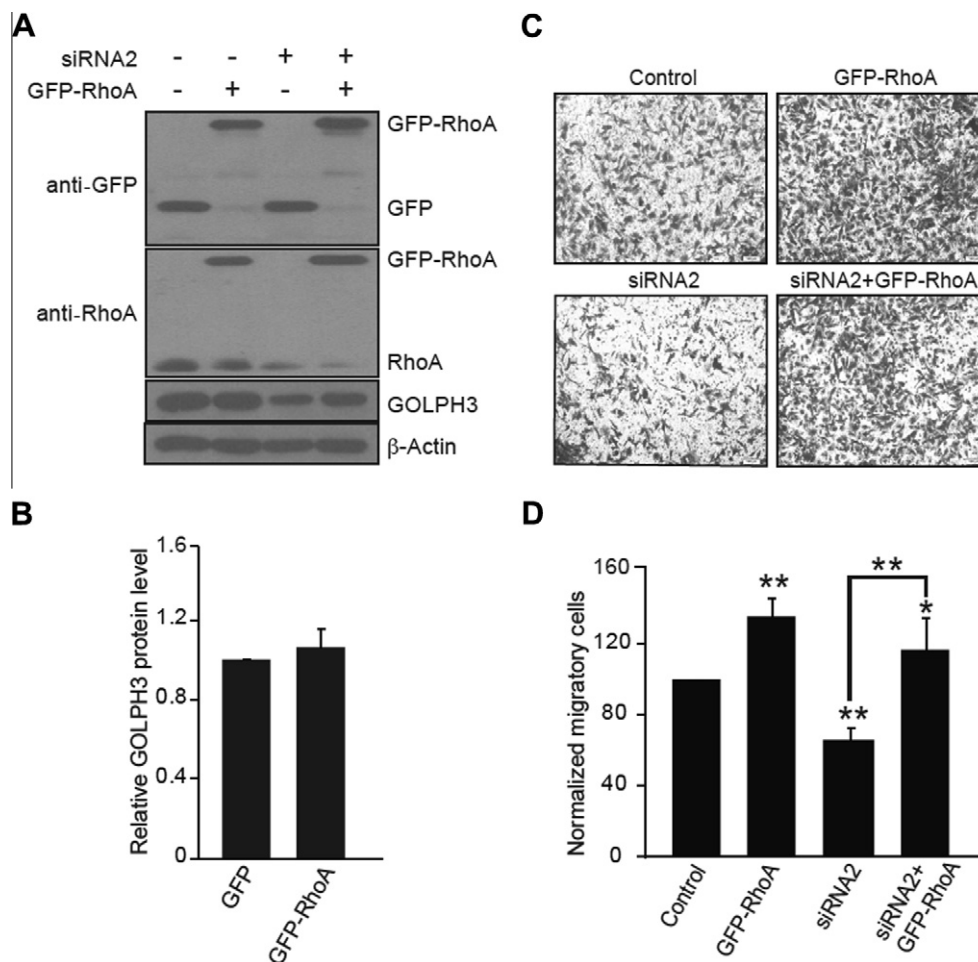 A
siRNA2 - - + +
GFP-RhoA - + - +
anti-GFP
GFP-RhoA
GFP
anti-RhoA
GFP-RhoA
RhoA
GOLPH3
β-Actin
B
Relative GOLPH3 protein level
1.6
1.2
0.8
0.4
0
GFP
GFP-RhoA
C
Control
GFP-RhoA
siRNA2
siRNA2+GFP-RhoA
D
Normalized migratory cells
160
120
80
40
0
**
**
**
*
Control
GFP-RhoA
siRNA2
siRNA2+
GFP-RhoA